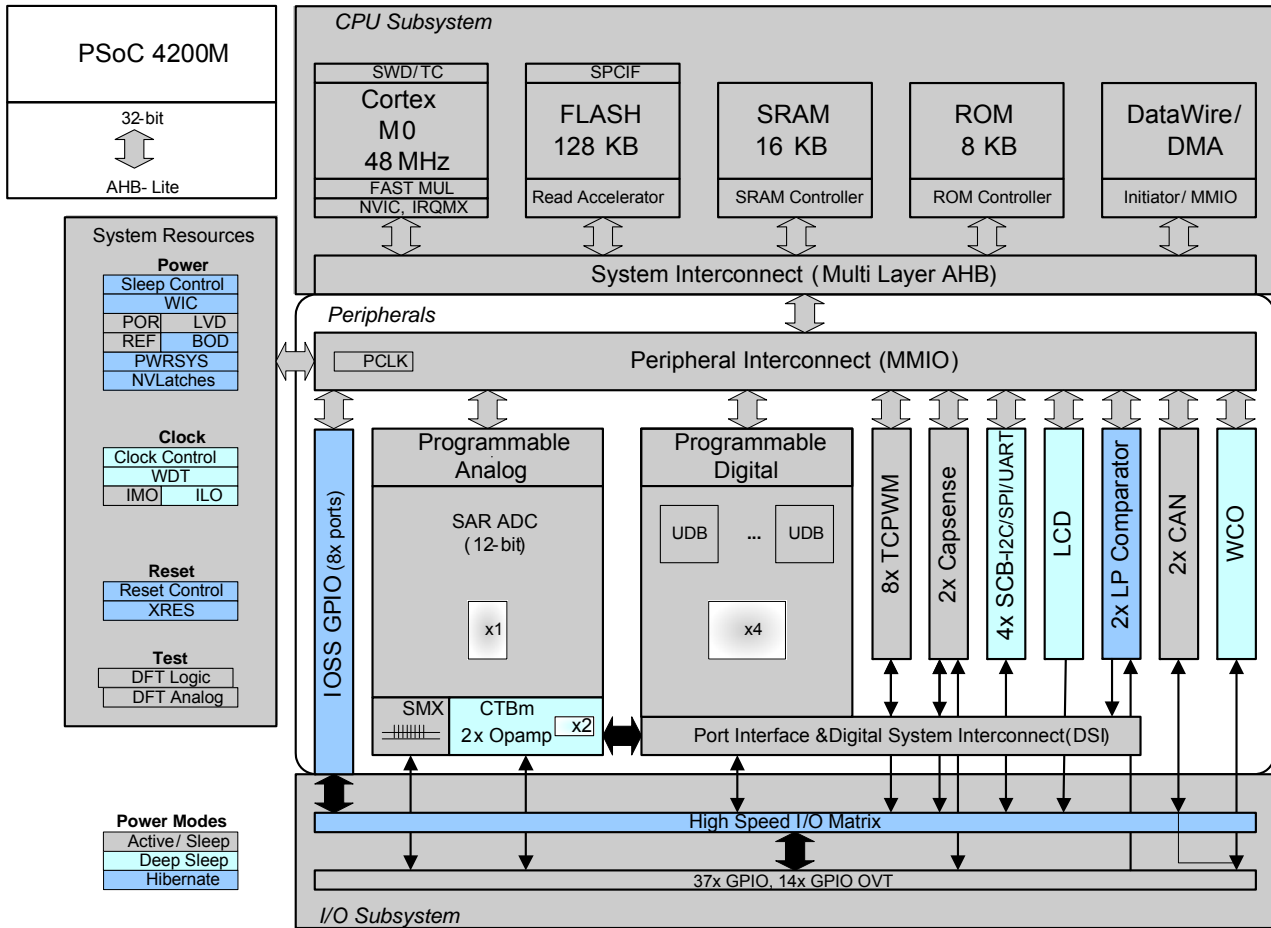 PSoC 4200M
32-bit
AHB- Lite
CPU Subsystem
SWD/TC
Cortex
M0
48 MHz
FAST MUL
NVIC, IRQMX
SPCIF
FLASH
128 KB
Read Accelerator
SRAM
16 KB
SRAM Controller
ROM
8 KB
ROM Controller
DataWire/
DMA
Initiator/ MMIO
System Interconnect (Multi Layer AHB)
System Resources
Power
Sleep Control
WIC
POR LVD
REF BOD
PWRSYS
NVLatches
Clock
Clock Control
WDT
IMO ILO
Reset
Reset Control
XRES
Test
DFT Logic
DFT Analog
Peripherals
PCLK
Peripheral Interconnect (MMIO)
IOSS GPIO (8x ports)
Programmable
Analog
SAR ADC
(12-bit)
x1
SMX
CTBm
2x Opamp
x2
Programmable
Digital
UDB ... UDB
x4
8x TCPWM
2x Capsense
4x SCB-I2C/SPI/UART
LCD
2x LP Comparator
2x CAN
WCO
Port Interface &Digital System Interconnect(DSI)
Power Modes
Active/ Sleep
Deep Sleep
Hibernate
High Speed I/O Matrix
37x GPIO, 14x GPIO OVT
I/O Subsystem